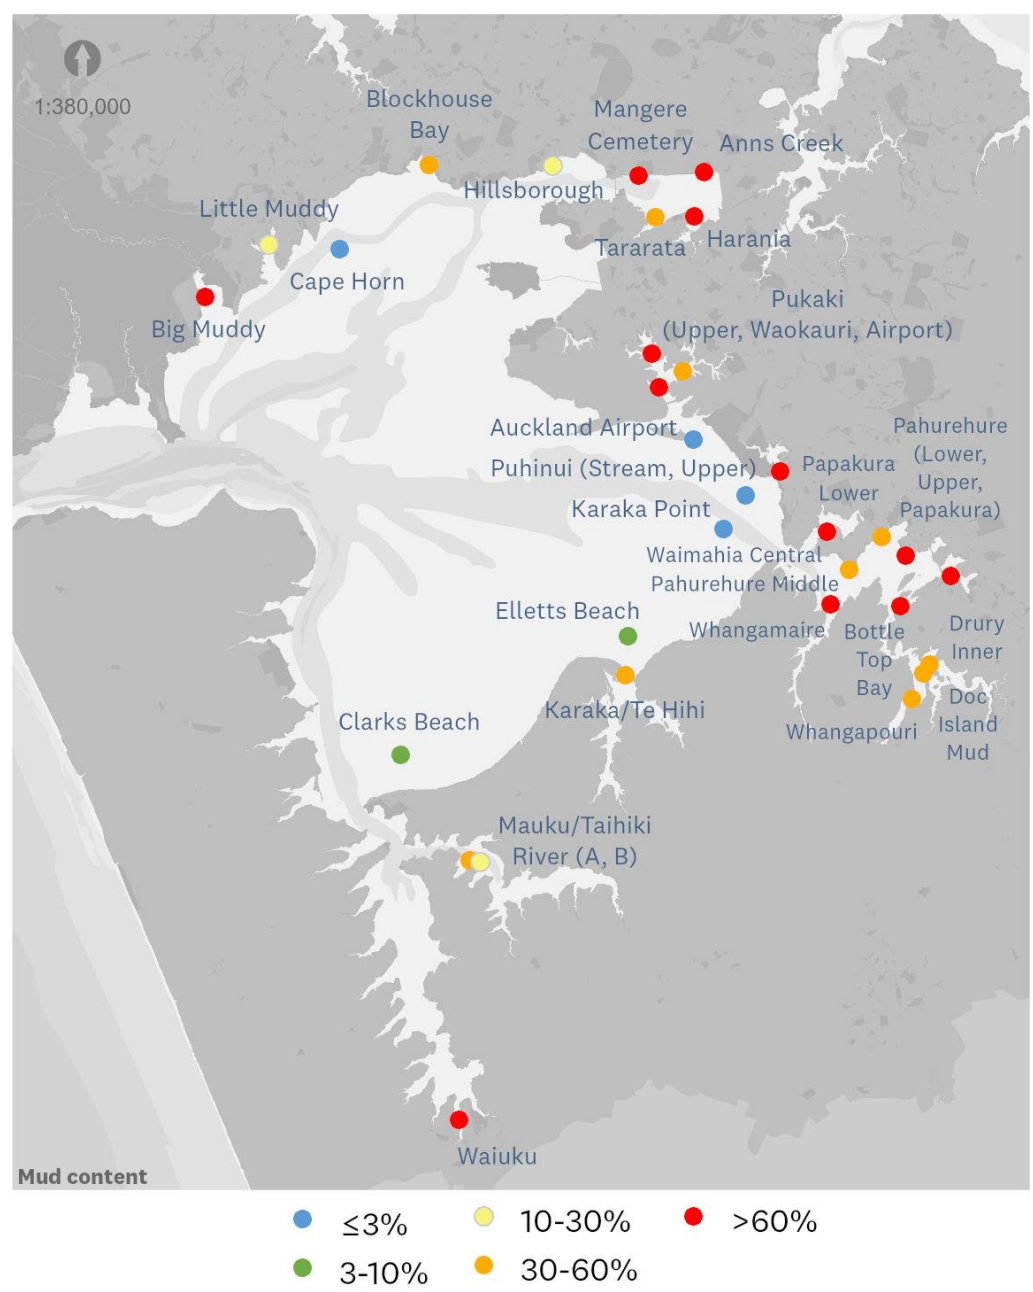 1:380,000
Blockhouse
Bay
Mangere
Cemetery
Anns Creek
Hillsborough
Little Muddy
Tararata
Harania
Cape Horn
Big Muddy
Pukaki
(Upper, Waokauri, Airport)
Auckland Airport
Puhinui (Stream, Upper)
Karaka Point
Papakura
Lower
Pahurehure
(Lower,
Upper,
Papakura)
Waimahia Central
Pahurehure Middle
Elletts Beach
Whangamaire
Bottle
Top
Bay
Drury
Inner
Karaka/Te Hihi
Whangapouri
Doc
Island
Mud
Clarks Beach
Mauku/Taihiki
River (A, B)
Waiuku
Mud content
≤3%
10-30%
>60%
3-10%
30-60%